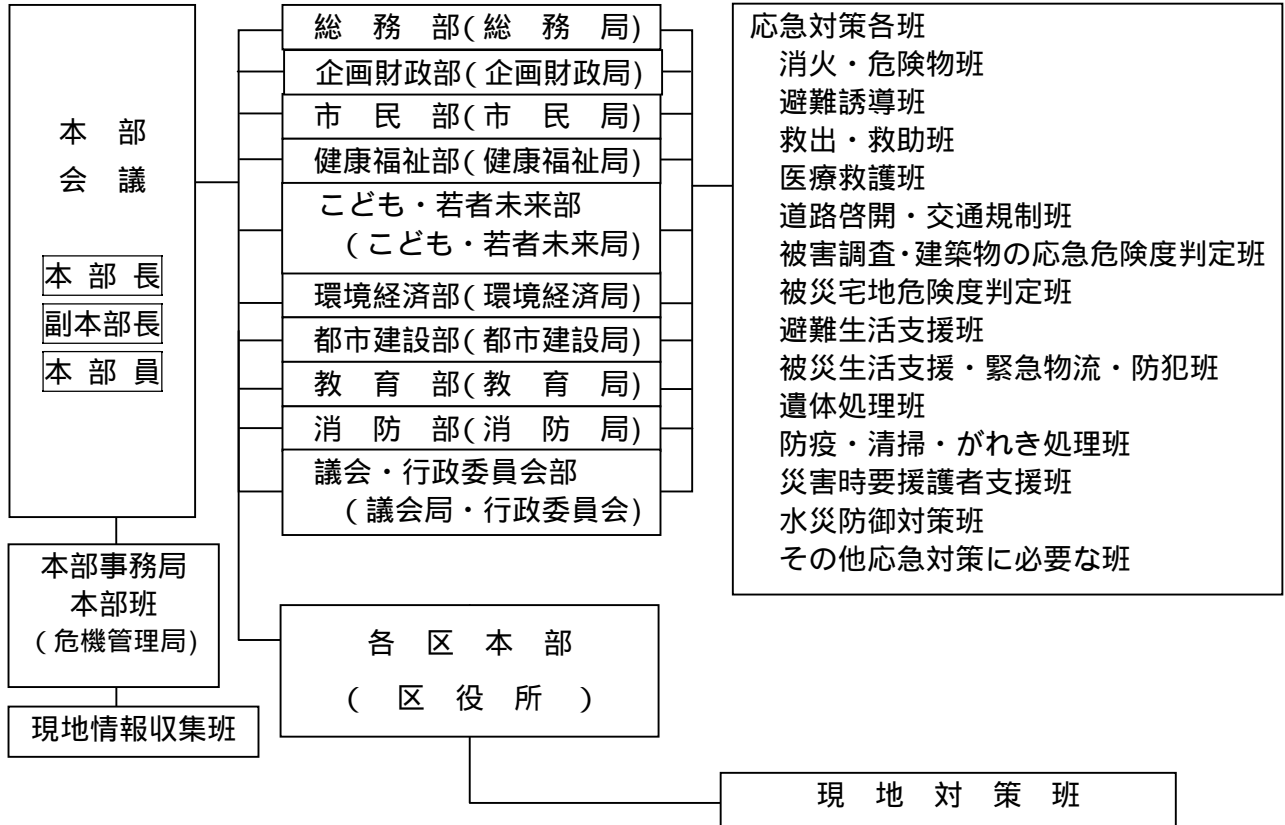 本 部
会 議
本 部 長
副本部長
本 部 員
本部事務局
本部班
(危機管理局)
現地情報収集班
総 務 部(総 務 局)
企画財政部(企画財政局)
市 民 部(市 民 局)
健康福祉部(健康福祉局)
こども・若者未来部
(こども・若者未来局)
環境経済部(環境経済局)
都市建設部(都市建設局)
教 育 部(教 育 局)
消 防 部(消 防 局)
議会・行政委員会部
(議会局・行政委員会)
各 区 本 部
( 区 役 所 )
応急対策各班
消火・危険物班
避難誘導班
救出・救助班
医療救護班
道路啓開・交通規制班
被害調査・建築物の応急危険度判定班
被災宅地危険度判定班
避難生活支援班
被災生活支援・緊急物流・防犯班
遺体処理班
防疫・清掃・がれき処理班
災害時要援護者支援班
水災防御対策班
その他応急対策に必要な班
現 地 対 策 班